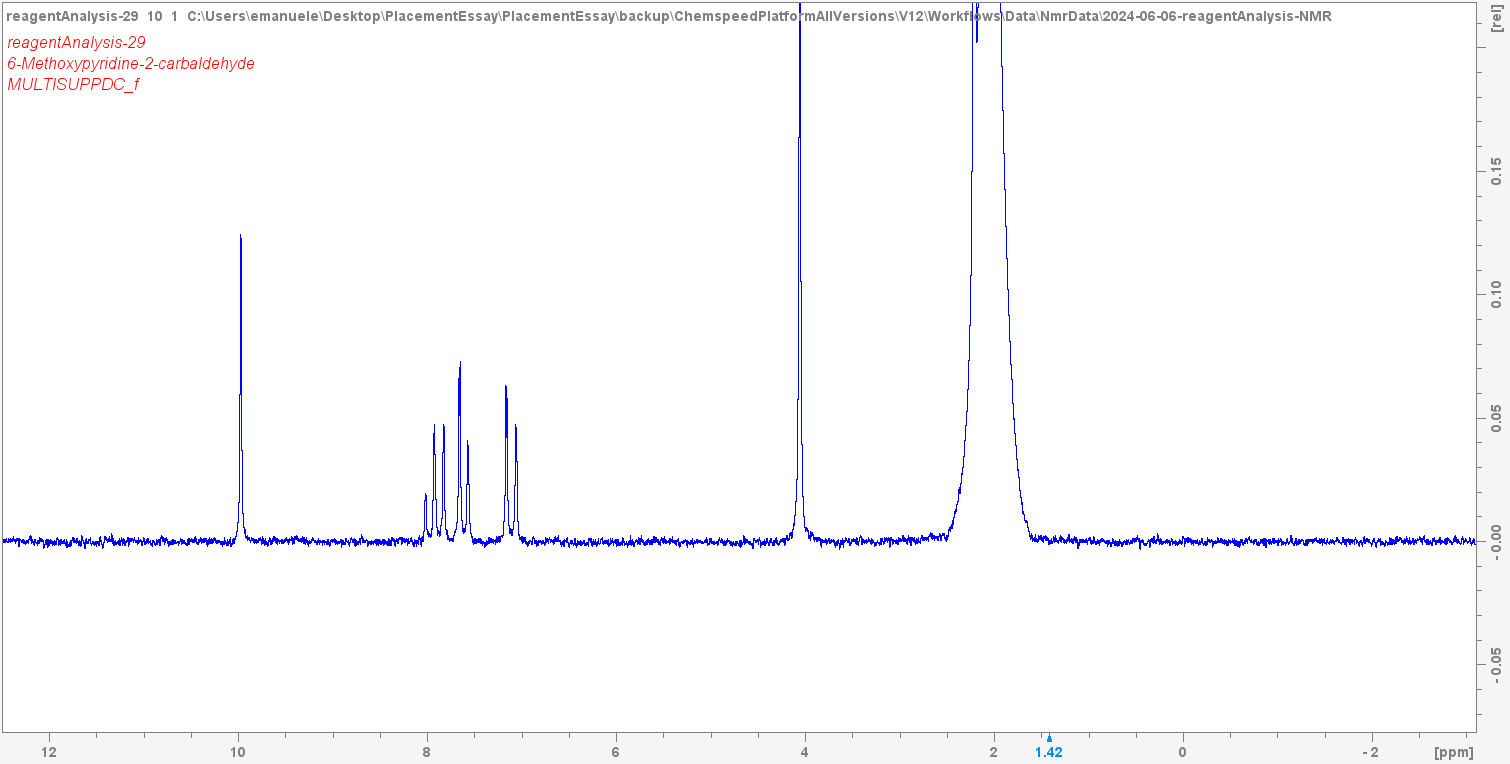 reagentAnalysis-29 10 1 C:\Users\emanuele\Desktop\PlacementEssay\PlacementEssay\backup\ChemspeedPlatformAllVersions\V12\Workflows\Data\NmrData\2024-06-06-reagentAnalysis-NMR
reagentAnalysis-29
6-Methoxypyridine-2-carbaldehyde
MULTISUPPDC_f
[rel]
0.15
0.10
0.05
-0.00
-0.05
12 10 8 6 4 2 1.42 0 -2 [ppm]